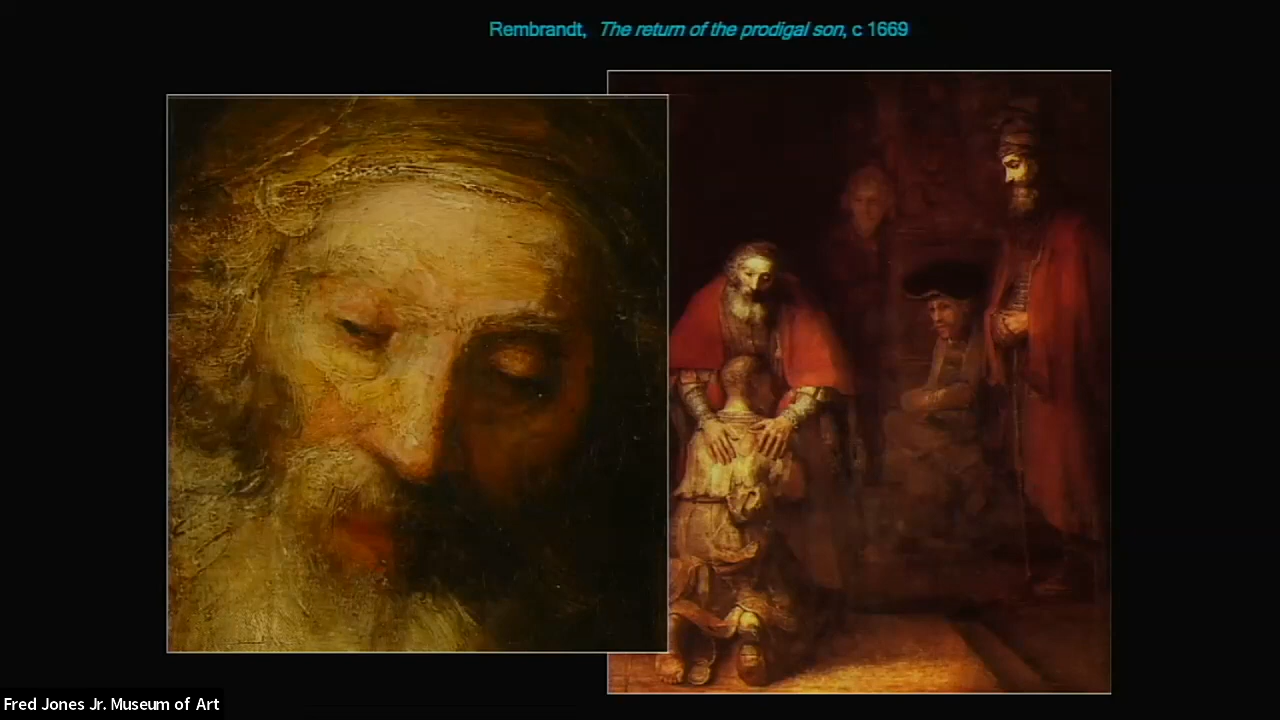 Rembrandt, The return of the prodigal son, c 1669
Fred Jones Jr. Museum of Art